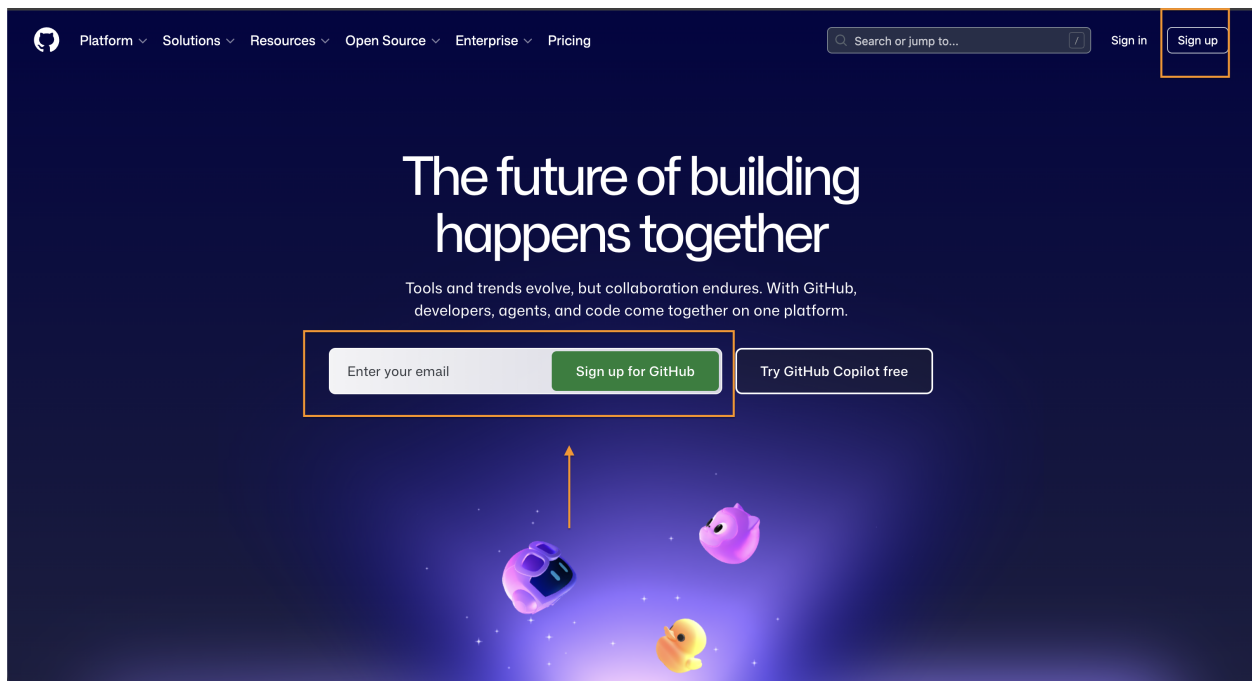 Platform
Solutions
Resources
Open Source
Enterprise
Pricing
Search or jump to...
/
Sign in
Sign up
The future of building
happens together
Tools and trends evolve, but collaboration endures. With GitHub,
developers, agents, and code come together on one platform.
Enter your email
Sign up for GitHub
Try GitHub Copilot free